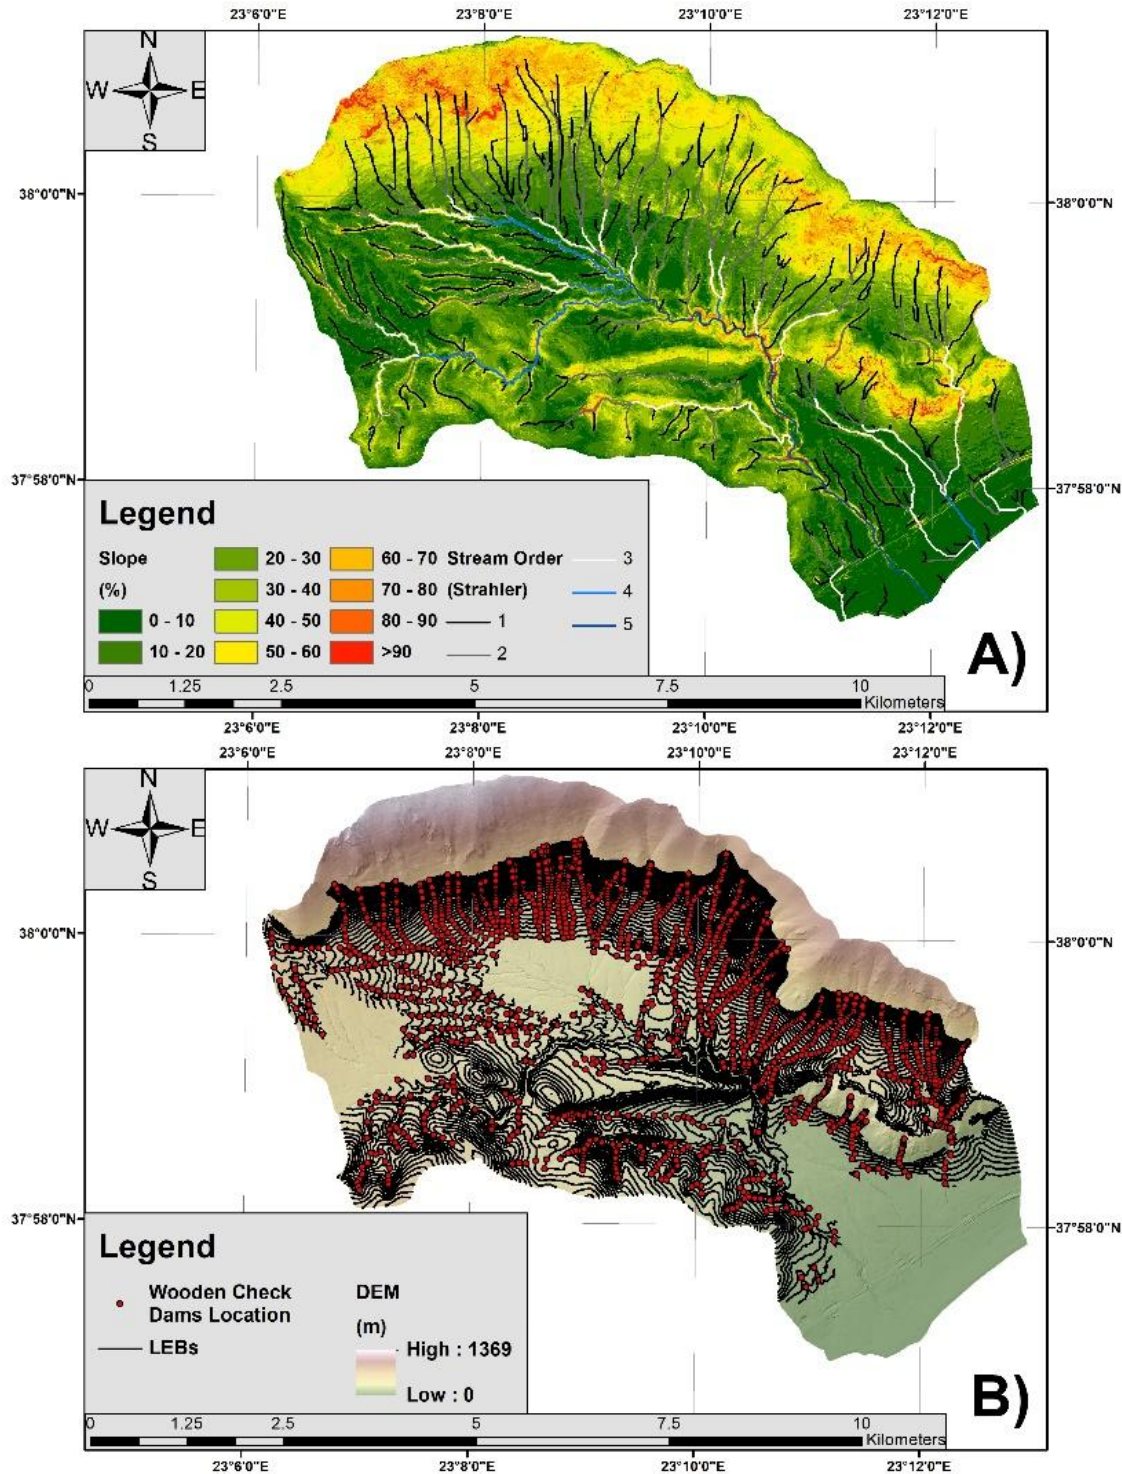 23°6'0"E 23°8'0"E 23°10'0"E 23°12'0"E
N
W E
S
38°0'0"N 38°0'0"N
37°58'0"N 37°58'0"N
Legend
Slope
(%)
0 - 10
10 - 20
20 - 30
30 - 40
40 - 50
50 - 60
60 - 70
70 - 80
80 - 90
>90
Stream Order
(Strahler)
1
2
3
4
5
A)
0 1.25 2.5 5 7.5 10
Kilometers
23°6'0"E 23°8'0"E 23°10'0"E 23°12'0"E
23°6'0"E 23°8'0"E 23°10'0"E 23°12'0"E
N
W E
S
38°0'0"N 38°0'0"N
37°58'0"N 37°58'0"N
Legend
Wooden Check
Dams Location
LEBs
DEM
(m)
High : 1369
Low : 0
B)
0 1.25 2.5 5 7.5 10
Kilometers
23°6'0"E 23°8'0"E 23°10'0"E 23°12'0"E